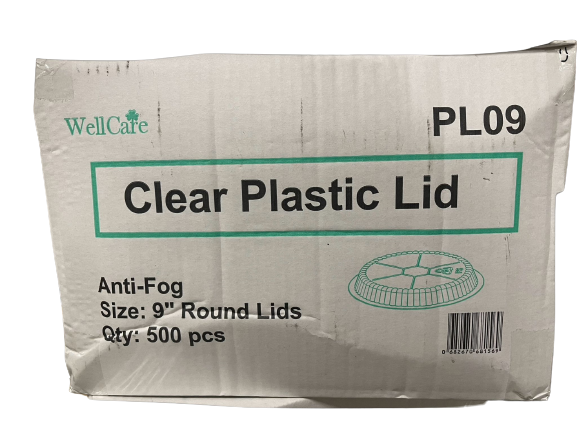 WellCare
PL09
Clear Plastic Lid
Anti-Fog
Size: 9" Round Lids
Qty: 500 pcs